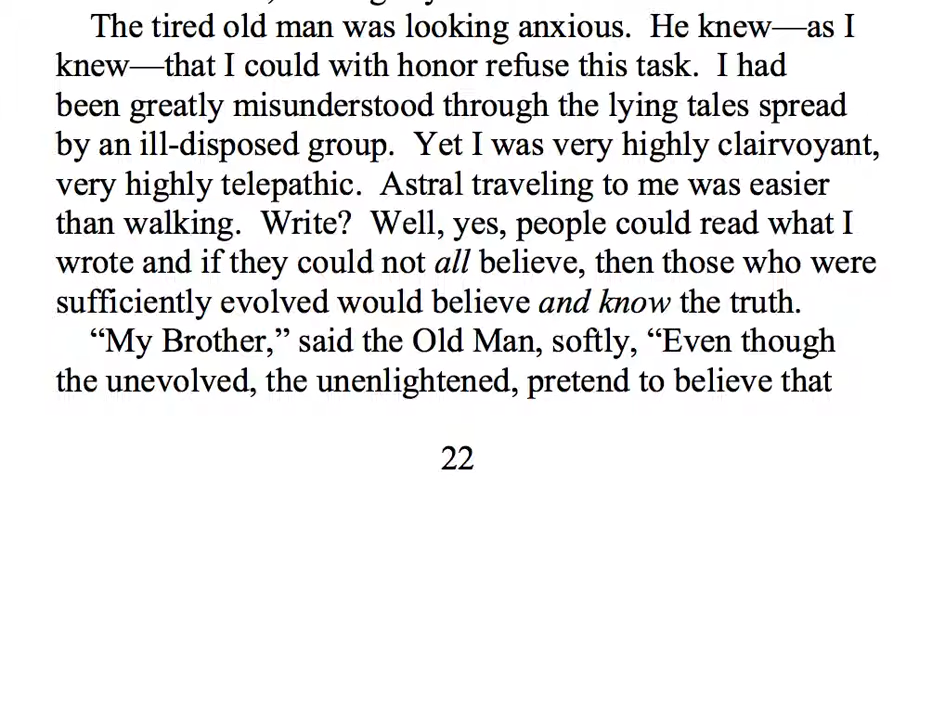 The tired old man was looking anxious. He knew—as I
knew—that I could with honor refuse this task. I had
been greatly misunderstood through the lying tales spread
by an ill-disposed group. Yet I was very highly clairvoyant,
very highly telepathic. Astral traveling to me was easier
than walking. Write? Well, yes, people could read what I
wrote and if they could not all believe, then those who were
sufficiently evolved would believe and know the truth.
“My Brother,” said the Old Man, softly, “Even though
the unevolved, the unenlightened, pretend to believe that
22